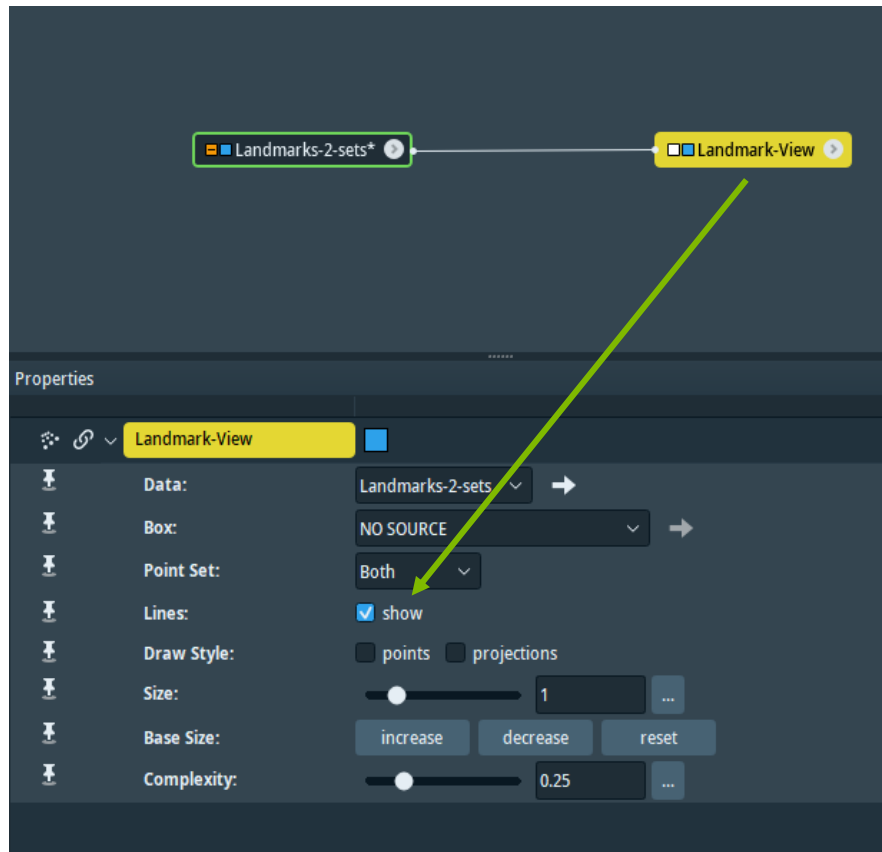 Landmarks-2-sets*
Landmark-View
Properties
Landmark-View
Data: Landmarks-2-sets
Box: NO SOURCE
Point Set: Both
Lines: show
Draw Style: points projections
Size: 1 ...
Base Size: increase decrease reset
Complexity: 0.25 ...